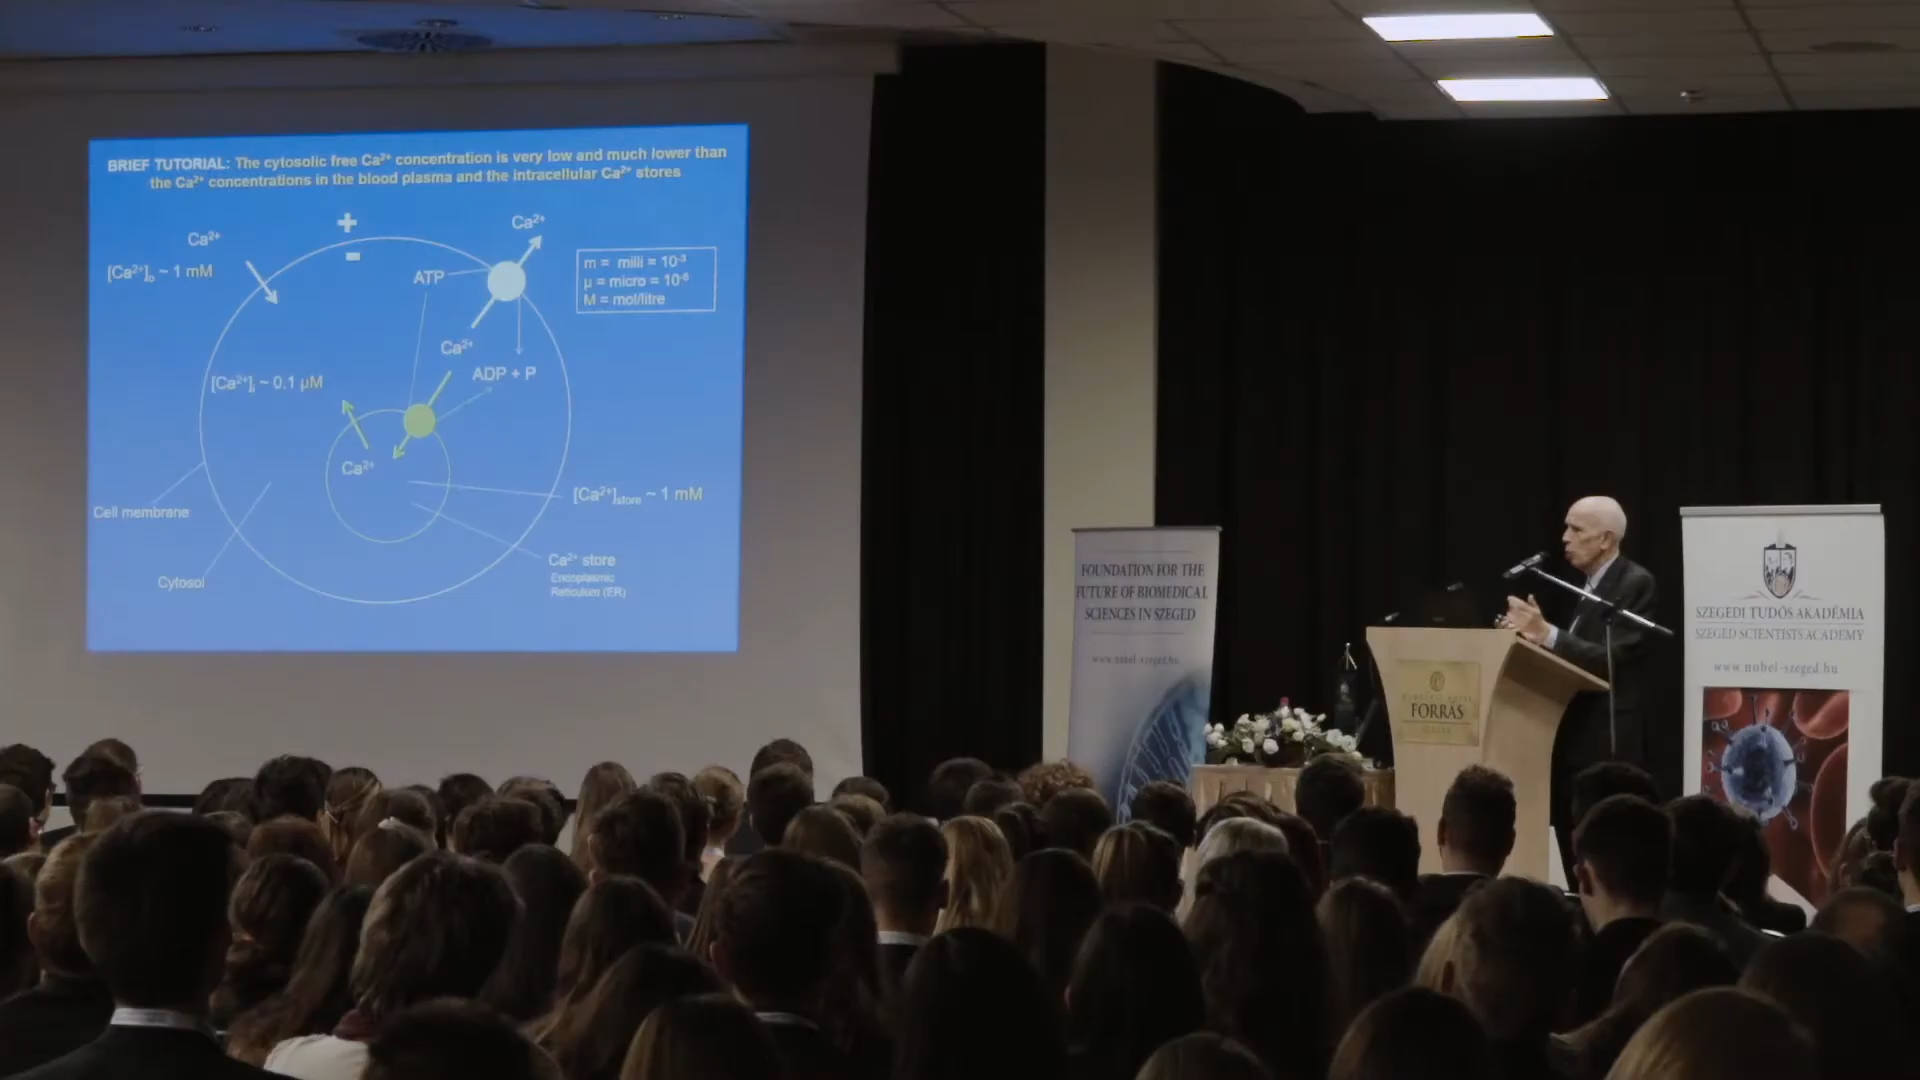 BRIEF TUTORIAL: The cytosolic free Ca²⁺ concentration is very low and much lower than
the Ca²⁺ concentrations in the blood plasma and the intracellular Ca²⁺ stores
Ca²⁺
+
Ca²⁺
[Ca²⁺]ₒ ~ 1 mM
-
ATP
m = milli = 10⁻³
µ = micro = 10⁻⁶
M = mol/litre
Ca²⁺
[Ca²⁺]ᵢ ~ 0.1 µM
ADP + P
Ca²⁺
[Ca²⁺]store ~ 1 mM
Cell membrane
Cytosol
Ca²⁺ store
Endoplasmic
Reticulum (ER)
FOUNDATION FOR THE
FUTURE OF BIOMEDICAL
SCIENCES IN SZEGED
www.nobel-szeged.hu
FORRÁS
SZEGEDI TUDÓS AKADÉMIA
SZEGED SCIENTISTS ACADEMY
www.nobel-szeged.hu